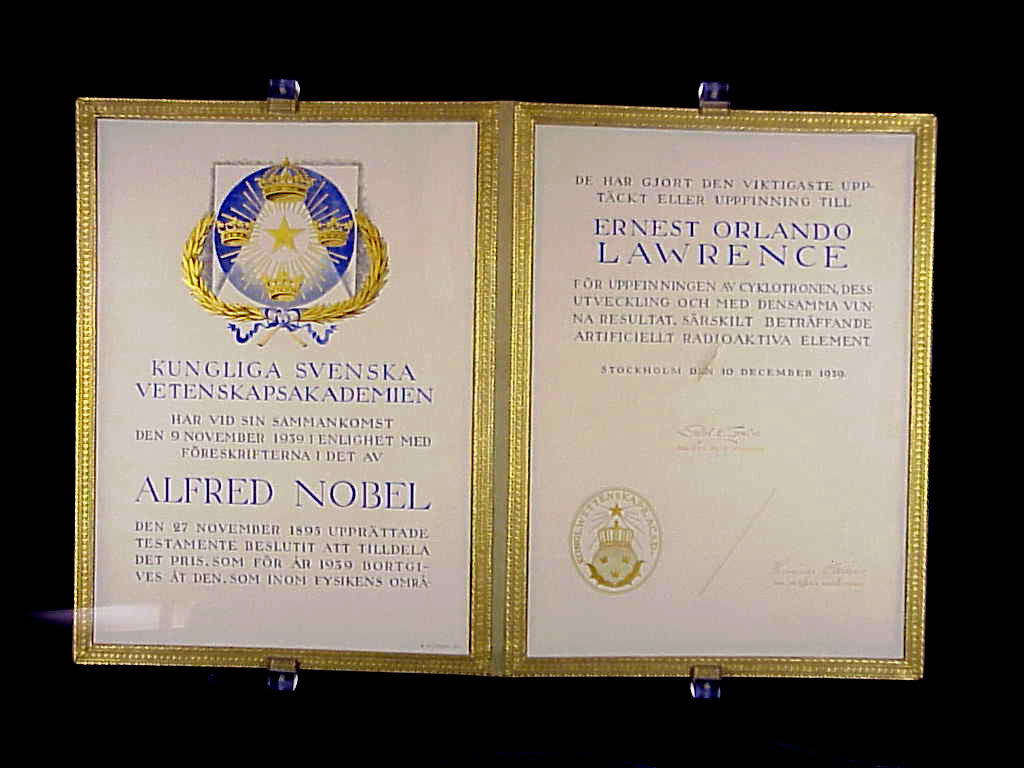 KUNGLIGA SVENSKA
VETENSKAPSAKADEMIEN
HAR VID SIN SAMMANKOMST
DEN 9 NOVEMBER 1939 I ENLIGHET MED
FÖRESKRIFTERNA I DET AV
ALFRED NOBEL
DEN 27 NOVEMBER 1895 UPPRÄTTADE
TESTAMENTE BESLUTIT ATT TILLDELA
DET PRIS, SOM FÖR ÅR 1939 BORTGI-
VES ÅT DEN, SOM INOM FYSIKENS OMRÅ-
DE HAR GJORT DEN VIKTIGASTE UPP-
TÄCKT ELLER UPPFINNING TILL
ERNEST ORLANDO
LAWRENCE
FÖR UPPFINNINGEN AV CYKLOTRONEN, DESS
UTVECKLING OCH MED DENSAMMA VUN-
NA RESULTAT, SÄRSKILT BETRÄFFANDE
ARTIFICIELLT RADIOAKTIVA ELEMENT.
STOCKHOLM DEN 10 DECEMBER 1939.